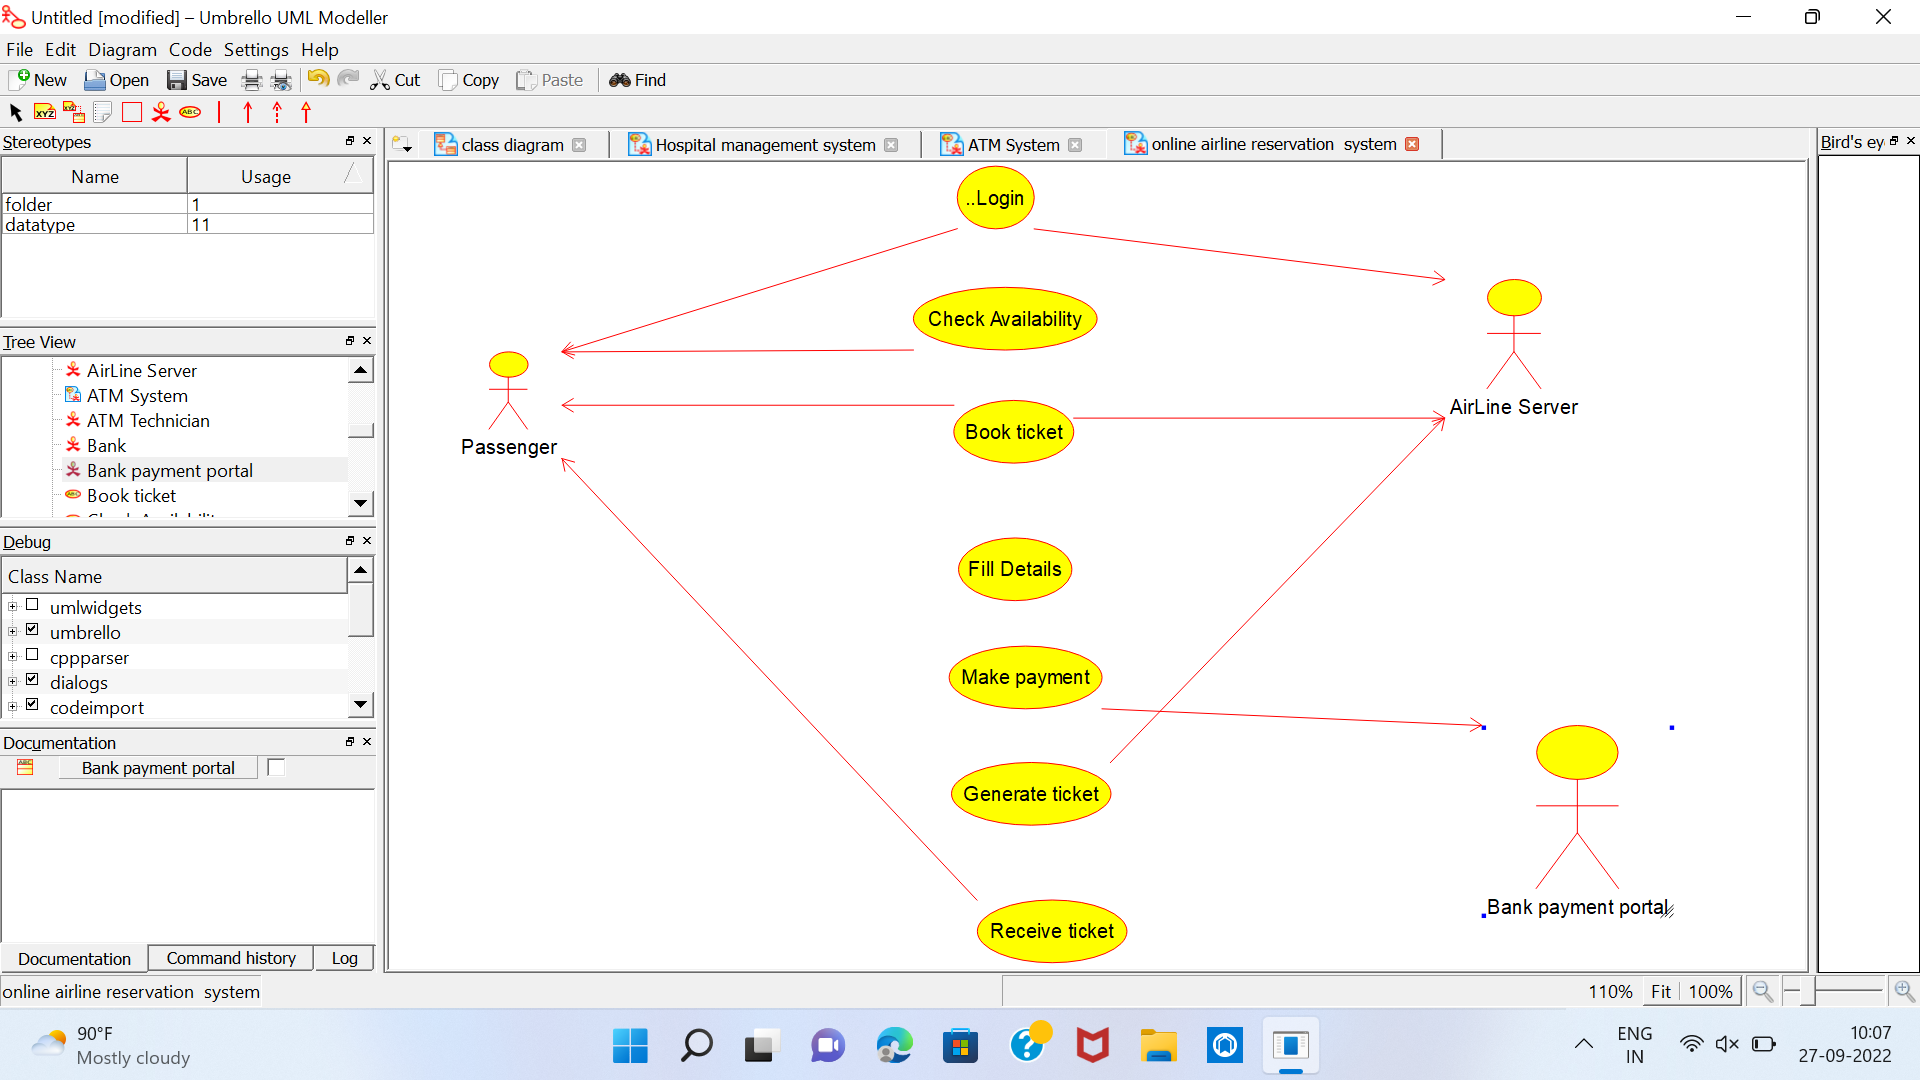 Untitled [modified] – Umbrello UML Modeller
File Edit Diagram Code Settings Help
New Open Save Cut Copy Paste Find
XYZ XYZ ABC
Stereotypes
Name Usage
folder 1
datatype 11
Tree View
AirLine Server
ATM System
ATM Technician
Bank
Bank payment portal
Book ticket
Debug
Class Name
umlwidgets
umbrello
cppparser
dialogs
codeimport
Documentation
ABC Bank payment portal
Documentation Command history Log
class diagram Hospital management system ATM System online airline reservation system
Bird's ey
..Login
Check Availability
Book ticket
Fill Details
Make payment
Generate ticket
Receive ticket
Passenger
AirLine Server
Bank payment portal
online airline reservation system
110% Fit 100%
90°F
Mostly cloudy
ENG
IN
10:07
27-09-2022